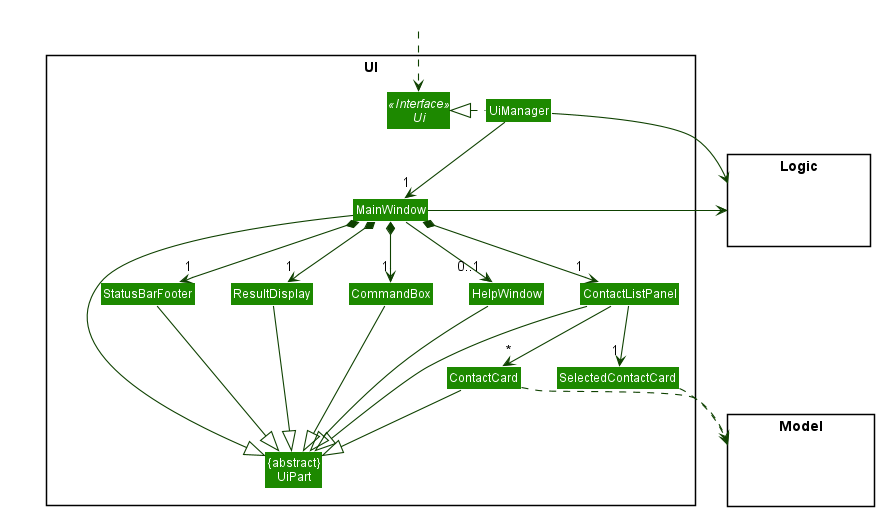 UI
«Interface»
Ui
UiManager
Logic
1
MainWindow
1
1
1
0..1
1
StatusBarFooter
ResultDisplay
CommandBox
HelpWindow
ContactListPanel
*
1
ContactCard
SelectedContactCard
Model
{abstract}
UiPart